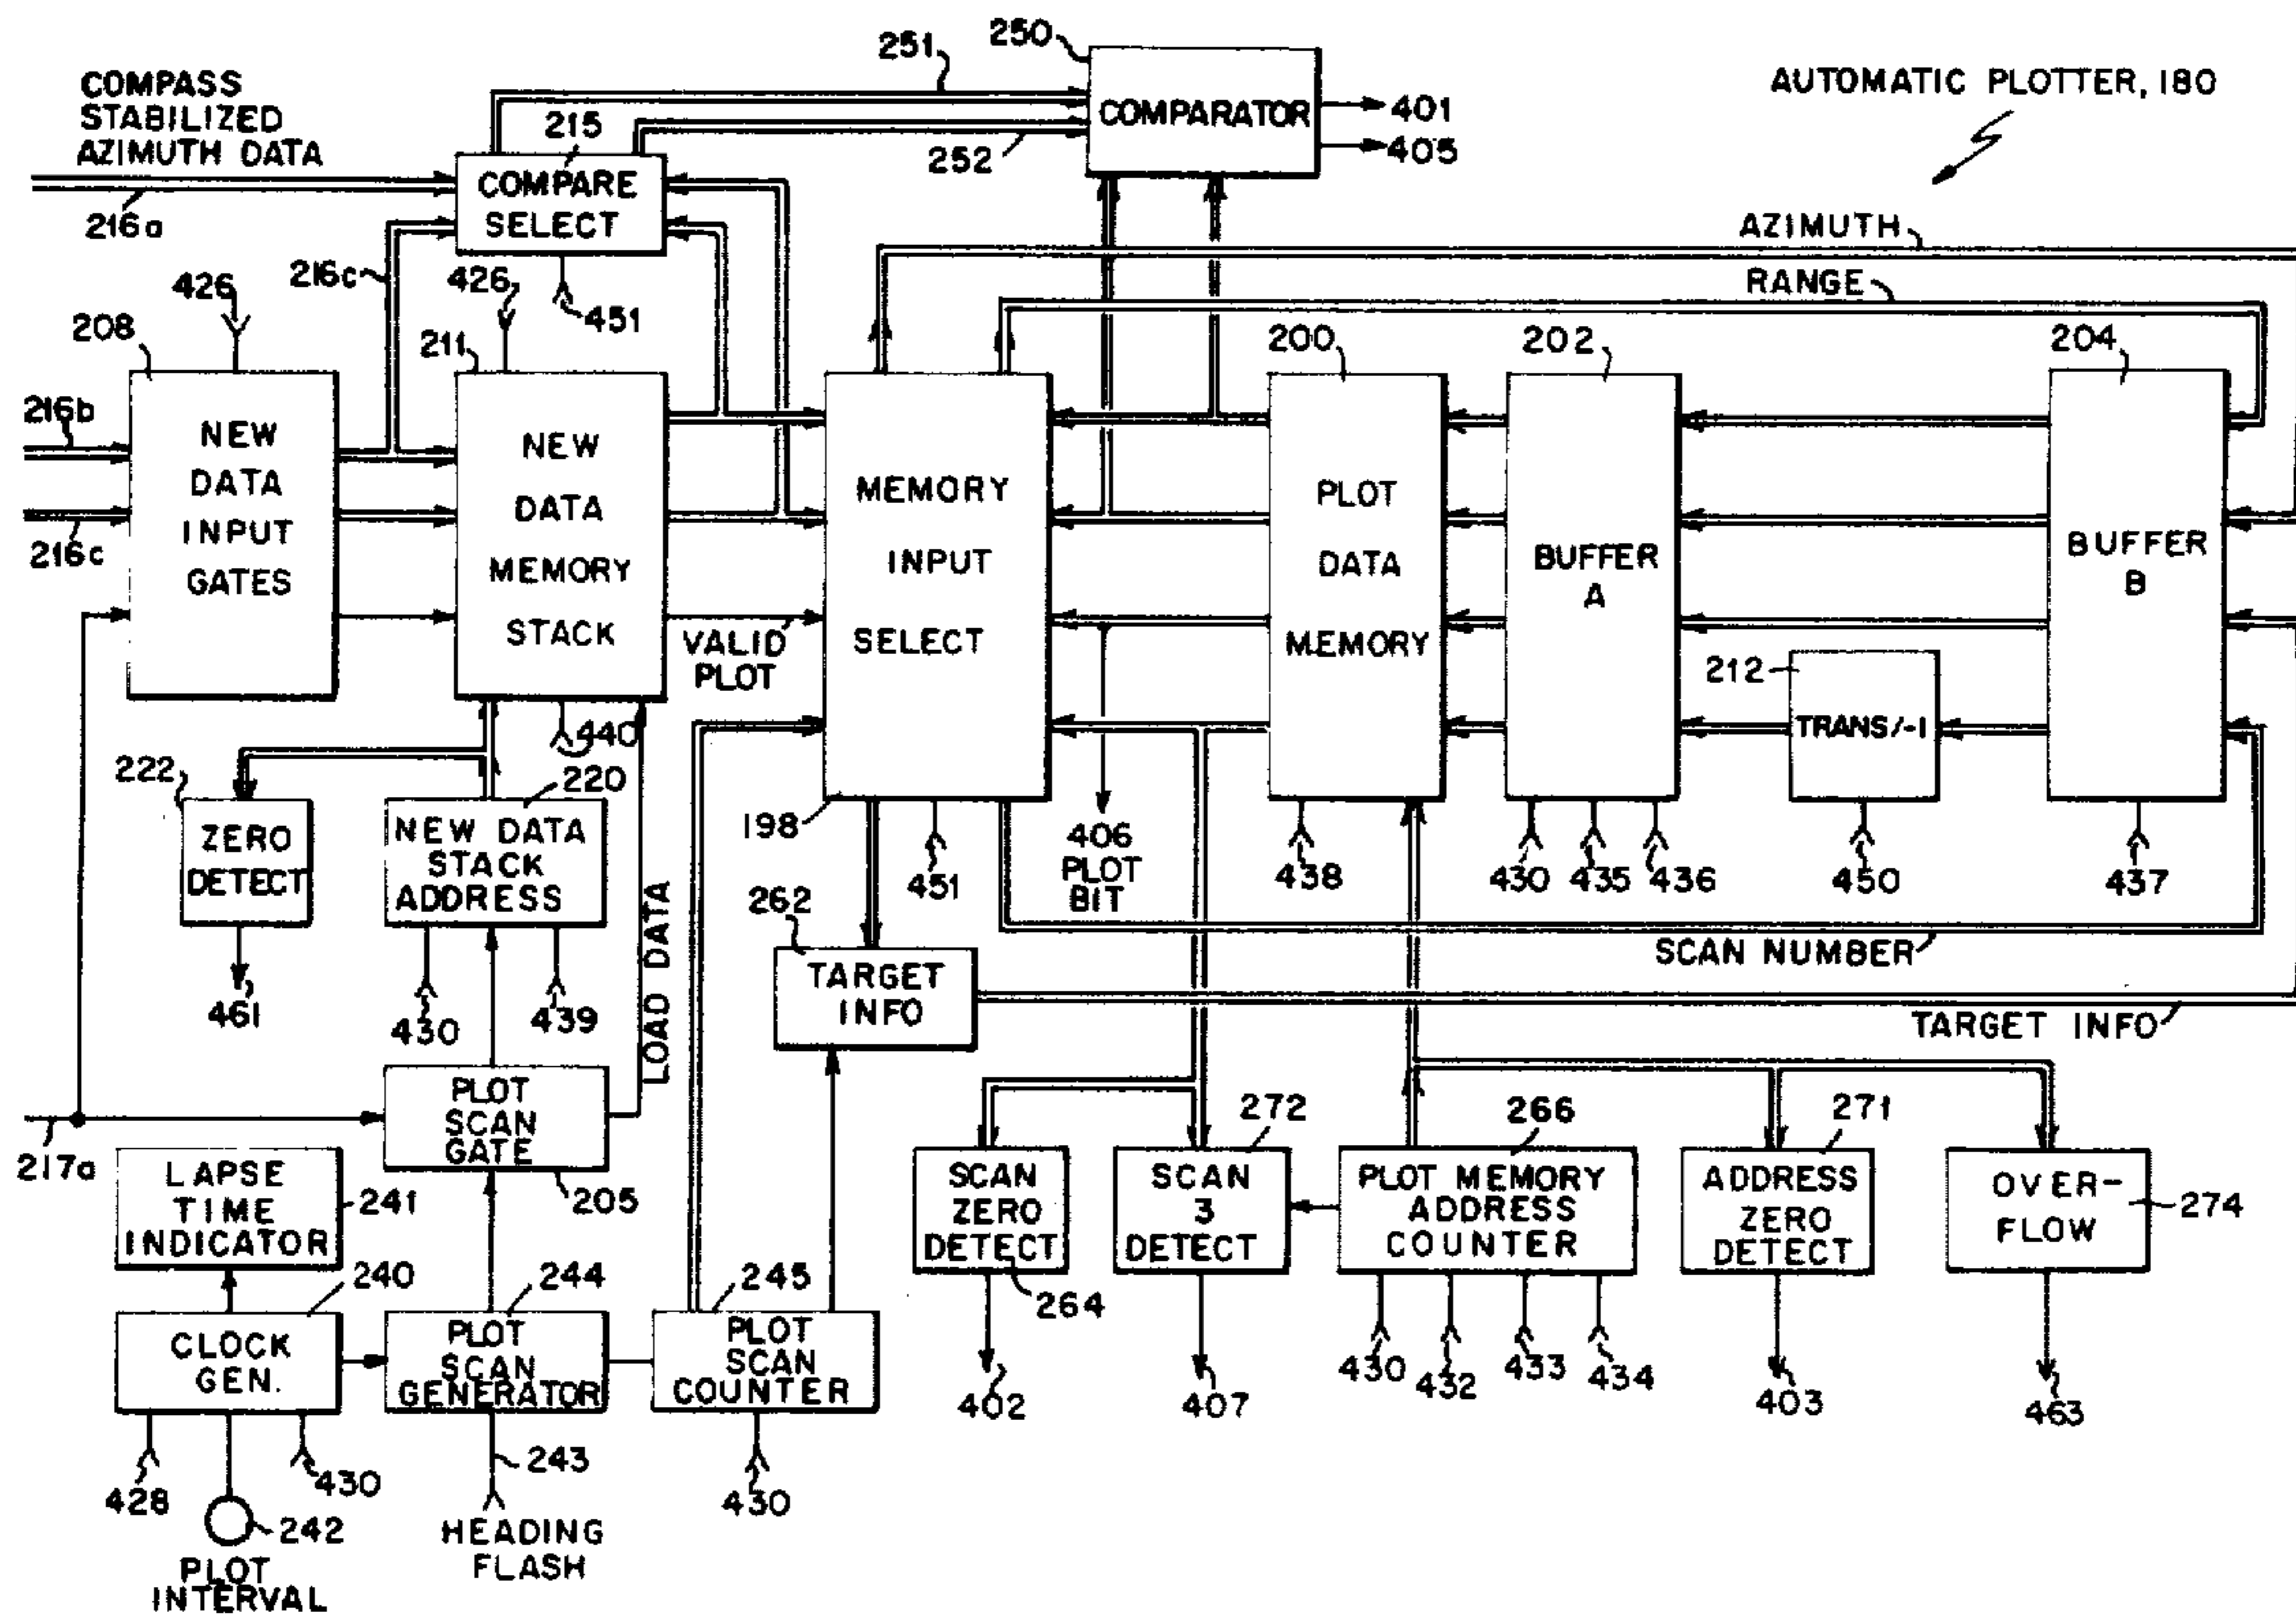 COMPASS
STABILIZED
AZIMUTH DATA
216a
215
COMPARE
SELECT
251
252
250
COMPARATOR
401
405
AUTOMATIC PLOTTER, 180
AZIMUTH
RANGE
216c
426
426
451
208
211
200
202
204
216b
216c
NEW
DATA
INPUT
GATES
NEW
DATA
MEMORY
STACK
VALID
PLOT
MEMORY
INPUT
SELECT
PLOT
DATA
MEMORY
BUFFER
A
BUFFER
B
212
TRANS/-1
440
222
ZERO
DETECT
461
220
NEW DATA
STACK
ADDRESS
430
439
LOAD DATA
198
451
406
PLOT
BIT
438
430
435
436
450
437
SCAN NUMBER
262
TARGET
INFO
TARGET INFO
217a
PLOT
SCAN
GATE
205
LAPSE
TIME
INDICATOR
241
240
CLOCK
GEN.
428
430
242
PLOT
INTERVAL
244
PLOT
SCAN
GENERATOR
243
HEADING
FLASH
245
PLOT
SCAN
COUNTER
430
SCAN
ZERO
DETECT
264
402
272
SCAN
3
DETECT
407
266
PLOT MEMORY
ADDRESS
COUNTER
430
432
433
434
271
ADDRESS
ZERO
DETECT
403
OVER-
FLOW
274
463